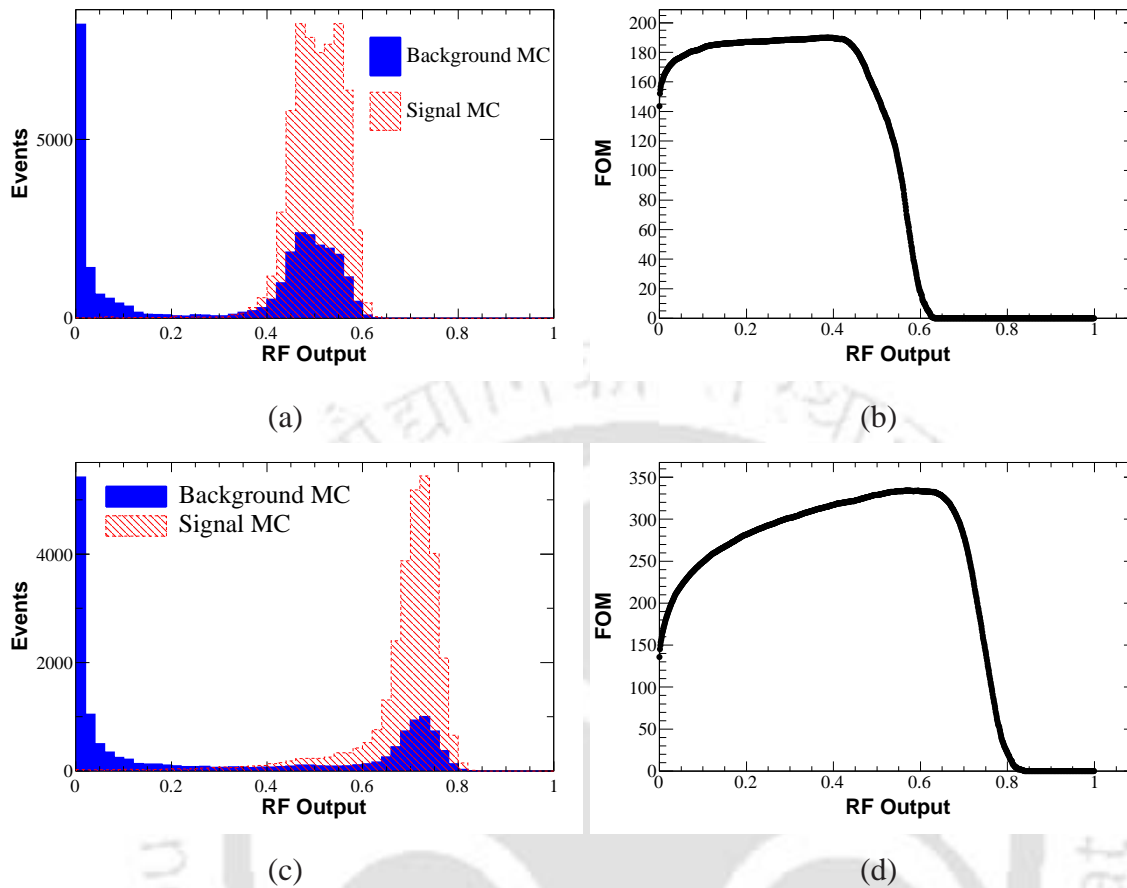 Background MC
Signal MC
5000
0
0 0.2 0.4 0.6 0.8 1
RF Output
Events
(a)
200
180
160
140
120
100
80
60
40
20
0
0 0.2 0.4 0.6 0.8 1
RF Output
FOM
(b)
Background MC
Signal MC
4000
2000
0
0 0.2 0.4 0.6 0.8 1
RF Output
Events
(c)
350
300
250
200
150
100
50
0
0 0.2 0.4 0.6 0.8 1
RF Output
FOM
(d)